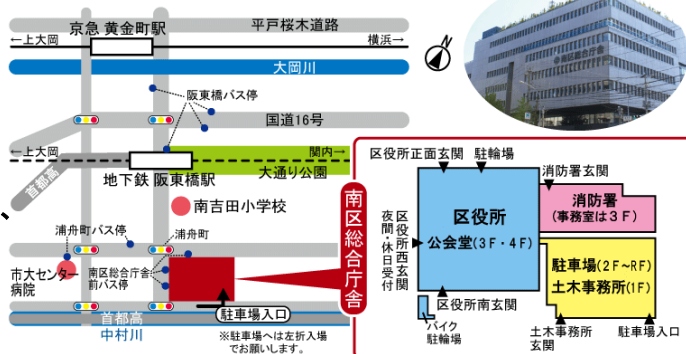 京急 黄金町駅
平戸桜木道路
←上大岡
横浜→
大岡川
阪東橋バス停
国道16号
←上大岡
関内→
首都高
地下鉄 阪東橋駅
大通り公園
南吉田小学校
浦舟町バス停
浦舟町
市大センター
病院
南区総合庁舎
前バス停
駐車場入口
首都高
中村川
※駐車場へは左折入場
でお願いします。
N
南区総合庁舎
南区総合庁舎
区役所正面玄関
駐輪場
消防署玄関
区役所
公会堂(3F・4F)
消防署
(事務室は3F)
区役所西玄関
夜間・休日受付
駐車場(2F~RF)
土木事務所(1F)
区役所南玄関
バイク
駐輪場
土木事務所
玄関
駐車場入口